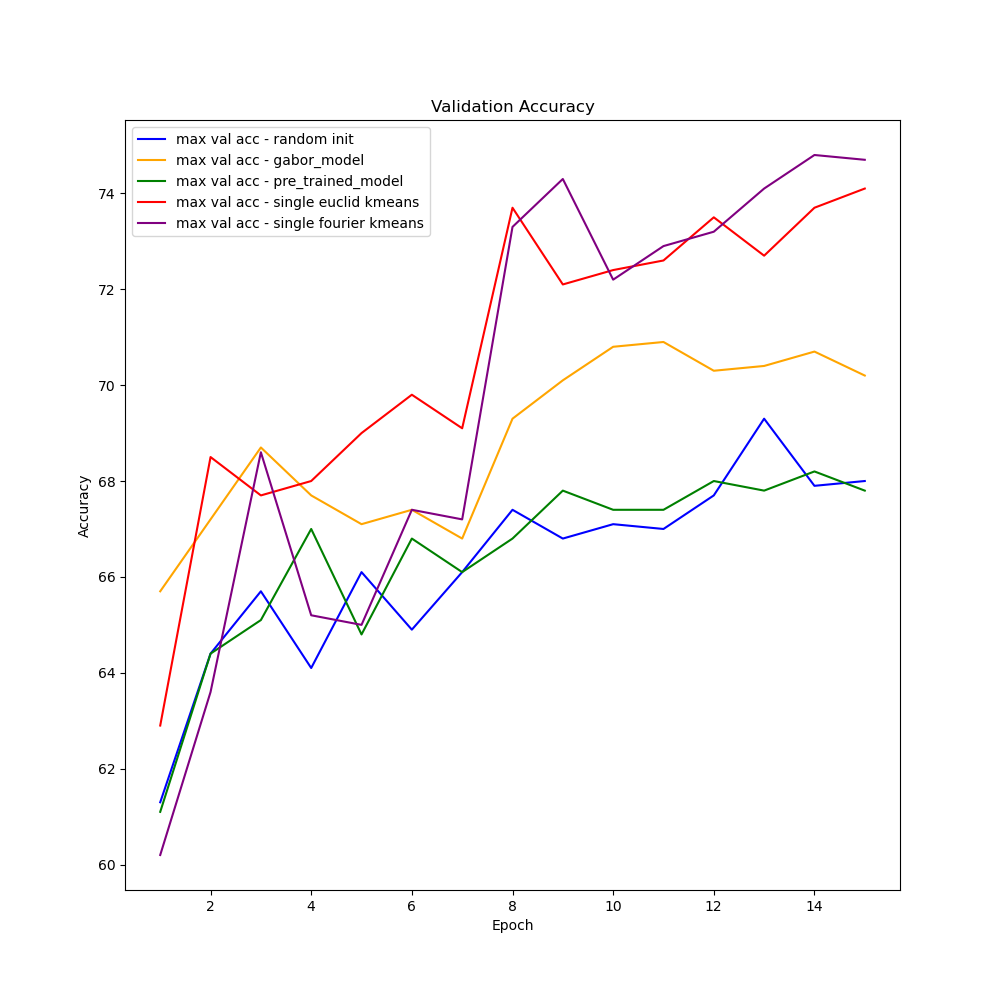 Validation Accuracy
max val acc - random init
max val acc - gabor_model
max val acc - pre_trained_model
max val acc - single euclid kmeans
max val acc - single fourier kmeans
Accuracy
74
72
70
68
66
64
62
60
2 4 6 8 10 12 14
Epoch